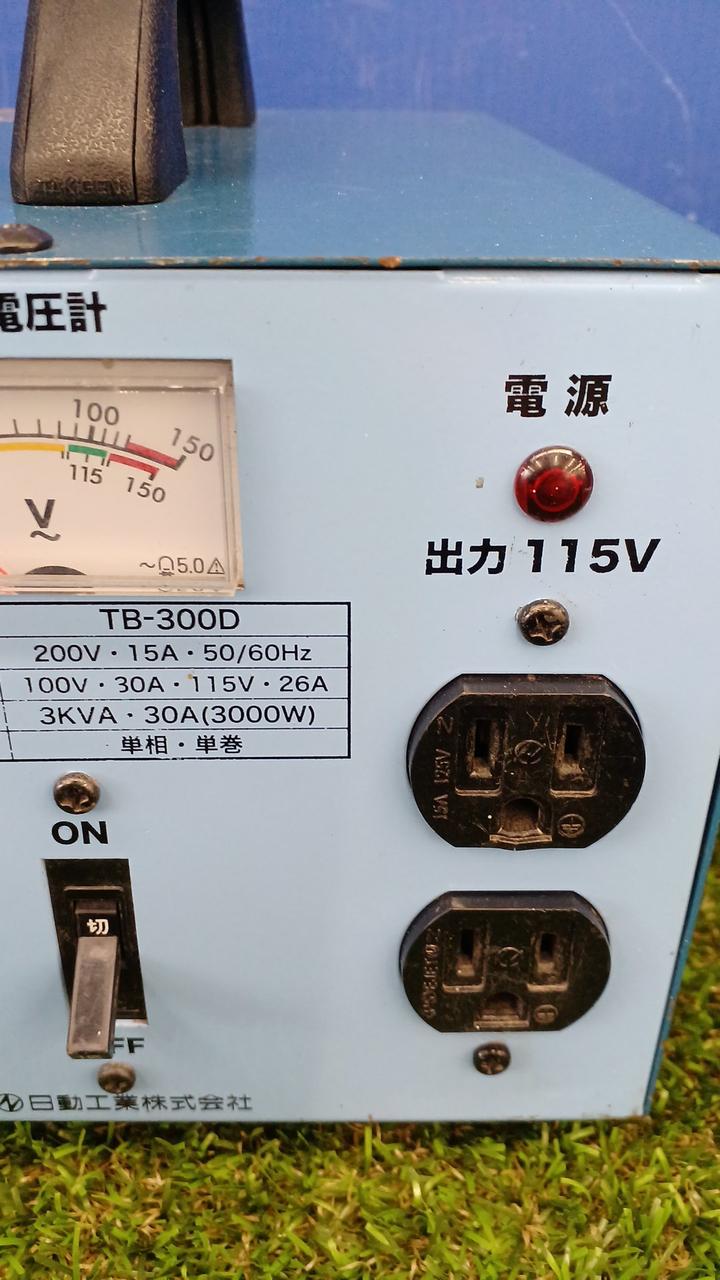 電圧計
100
150
115
150
V
~
~ 5.0
電源
出力 115V
TB-300D
200V・15A・50/60Hz
100V・30A・115V・26A
3KVA・30A(3000W)
単相・単巻
15A 125V
ON
切
FF
日動工業株式会社